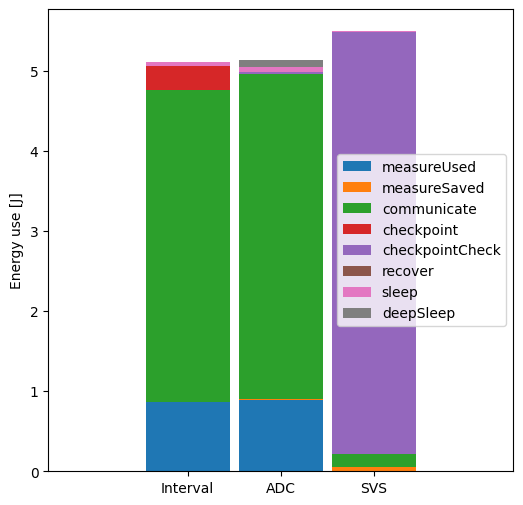 Energy use [J]
5
4
3
2
1
0
measureUsed
measureSaved
communicate
checkpoint
checkpointCheck
recover
sleep
deepSleep
Interval
ADC
SVS